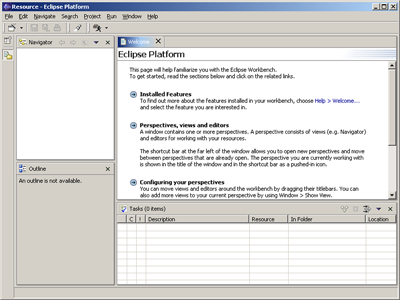 Resource - Eclipse Platform
File Edit Navigate Search Project Run Window Help
Navigator
Welcome
Eclipse Platform
This page will help familiarize you with the Eclipse Workbench.
To get started, read the sections below and click on the related links.
Installed Features
To find out more about the features installed in your workbench, choose Help > Welcome...
and select the feature you are interested in.
Perspectives, views and editors
A window contains one or more perspectives. A perspective consists of views (e.g. Navigator)
and editors for working with your resources.
The shortcut bar at the far left of the window allows you to open new perspectives and move
between perspectives that are already open. The perspective you are currently working with
is shown in the title of the window and in the shortcut bar as a pushed-in icon.
Configuring your perspectives
You can move views and editors around the workbench by dragging their titlebars. You can
also add more views to your current perspective by using Window > Show View.
Outline
An outline is not available.
Tasks (0 items)
C ! Description Resource In Folder Location